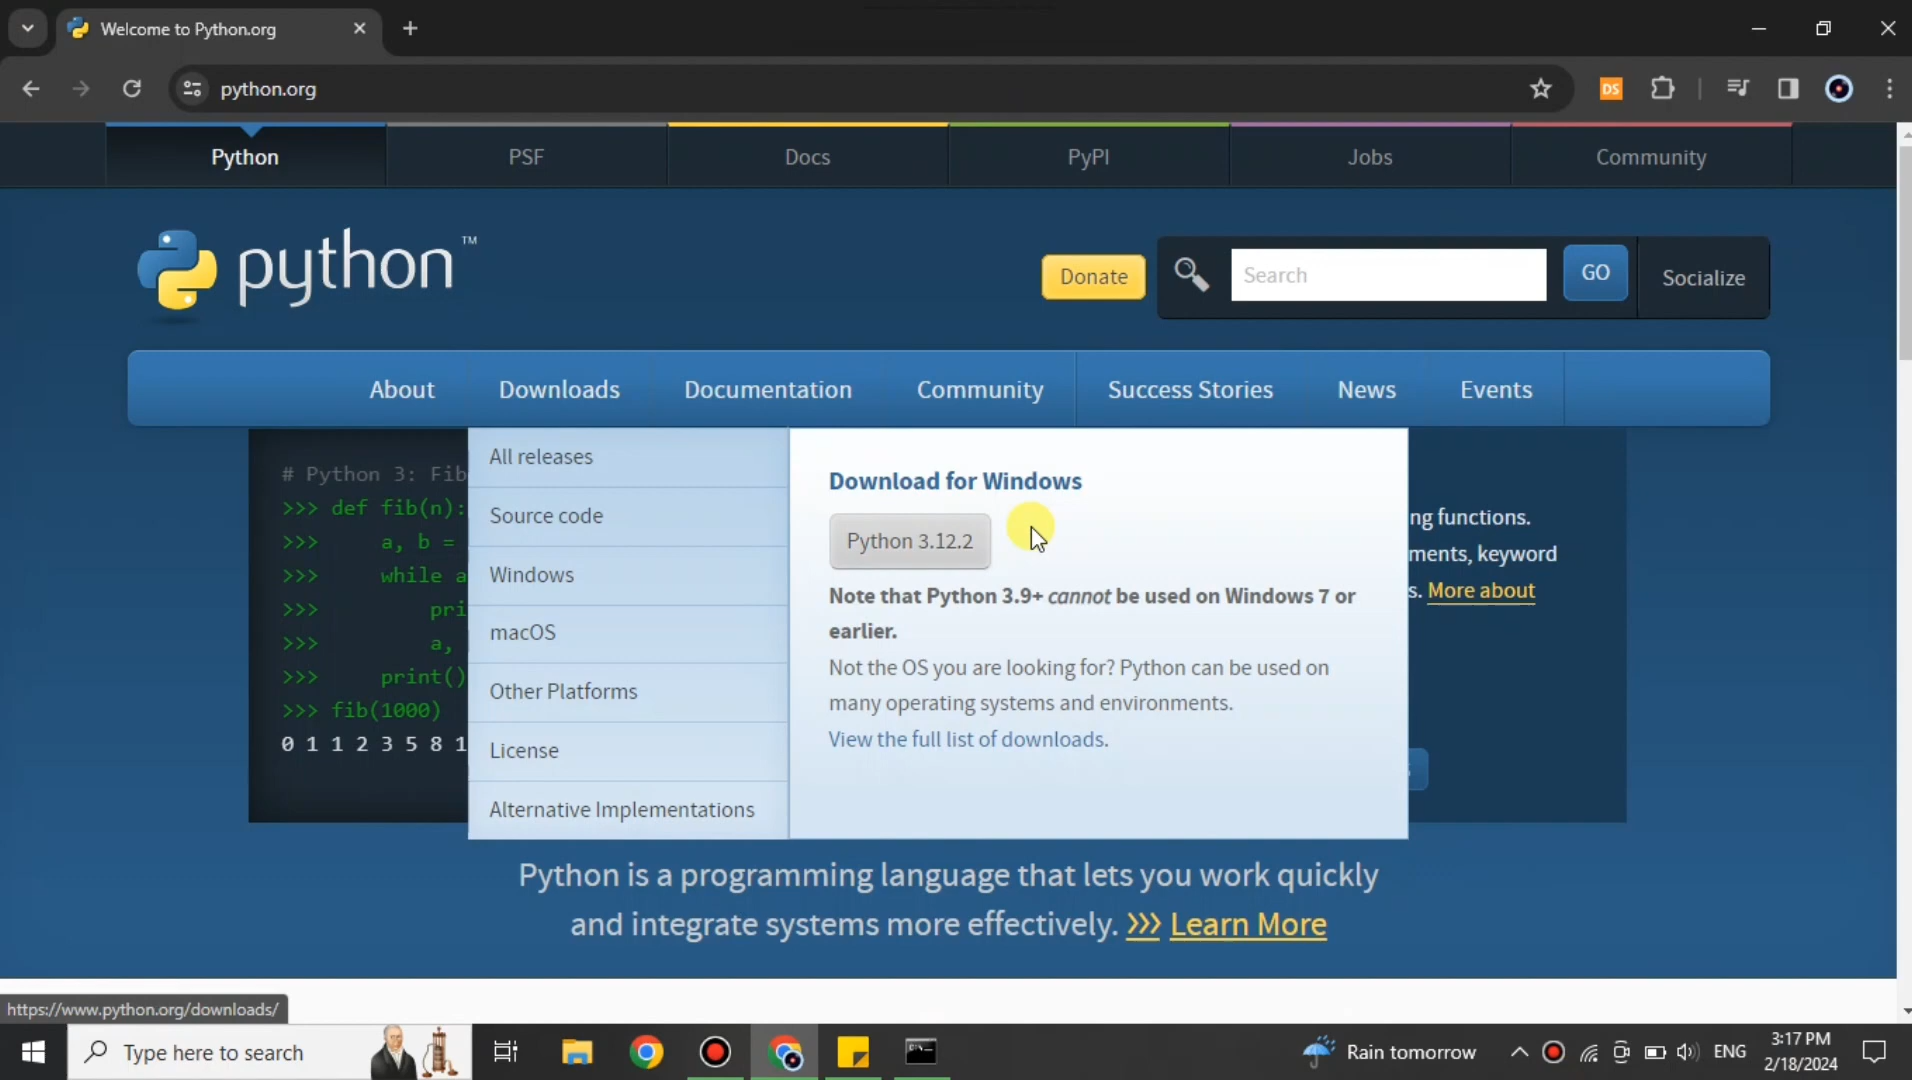 Welcome to Python.org
python.org
DS
Python
PSF
Docs
PyPI
Jobs
Community
python™
Donate
Search
GO
Socialize
About
Downloads
Documentation
Community
Success Stories
News
Events
# Python 3: Fib
>>> def fib(n):
>>> a, b =
>>> while a
>>> pri
>>> a,
>>> print()
>>> fib(1000)
0 1 1 2 3 5 8 1
All releases
Source code
Windows
macOS
Other Platforms
License
Alternative Implementations
Download for Windows
Python 3.12.2
Note that Python 3.9+ cannot be used on Windows 7 or
earlier.
Not the OS you are looking for? Python can be used on
many operating systems and environments.
View the full list of downloads.
ng functions.
ments, keyword
s. More about
Python is a programming language that lets you work quickly
and integrate systems more effectively. >>> Learn More
https://www.python.org/downloads/
Type here to search
Rain tomorrow
ENG
3:17 PM
2/18/2024